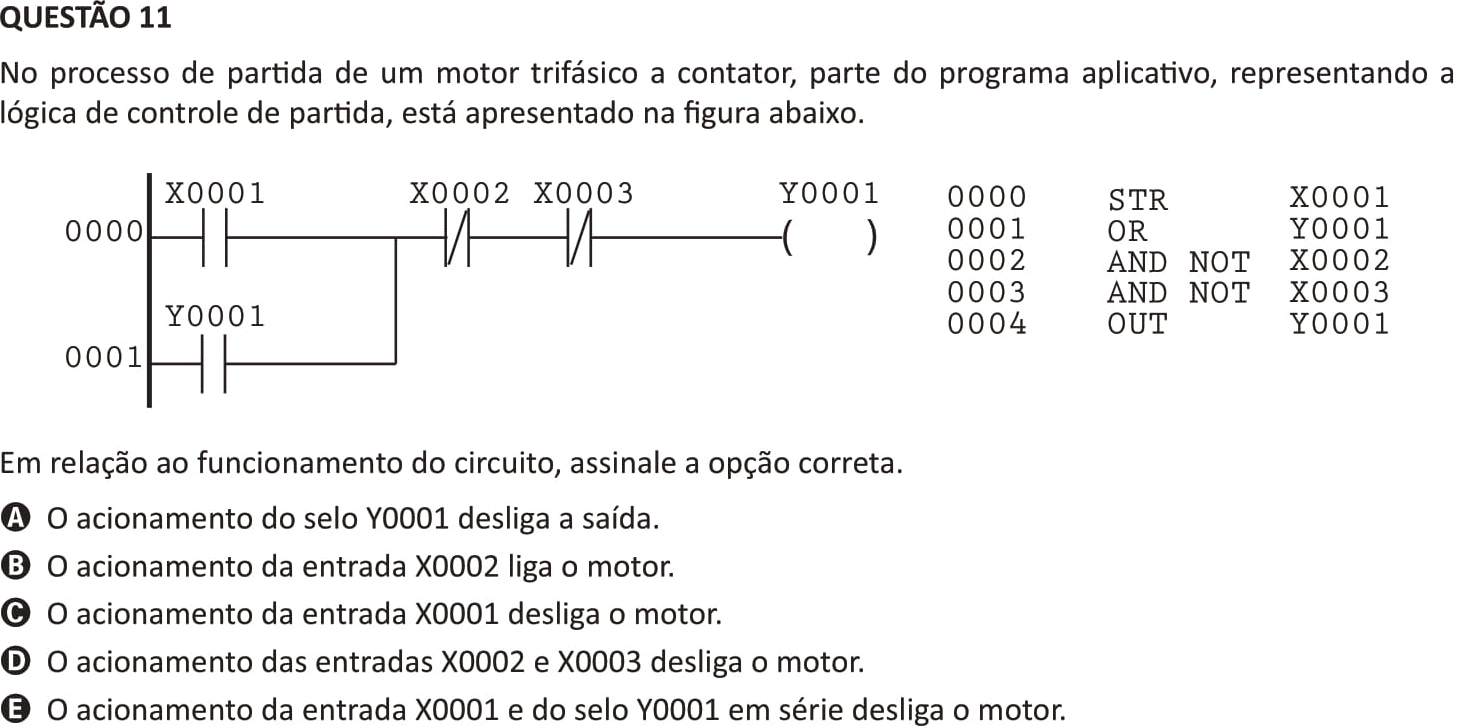 QUESTÃO 11
No processo de partida de um motor trifásico a contator, parte do programa aplicativo, representando a
lógica de controle de partida, está apresentado na figura abaixo.
X0001 X0002 X0003 Y0001
0000
Y0001
0001
0000 STR X0001
0001 OR Y0001
0002 AND NOT X0002
0003 AND NOT X0003
0004 OUT Y0001
Em relação ao funcionamento do circuito, assinale a opção correta.
A O acionamento do selo Y0001 desliga a saída.
B O acionamento da entrada X0002 liga o motor.
C O acionamento da entrada X0001 desliga o motor.
D O acionamento das entradas X0002 e X0003 desliga o motor.
E O acionamento da entrada X0001 e do selo Y0001 em série desliga o motor.